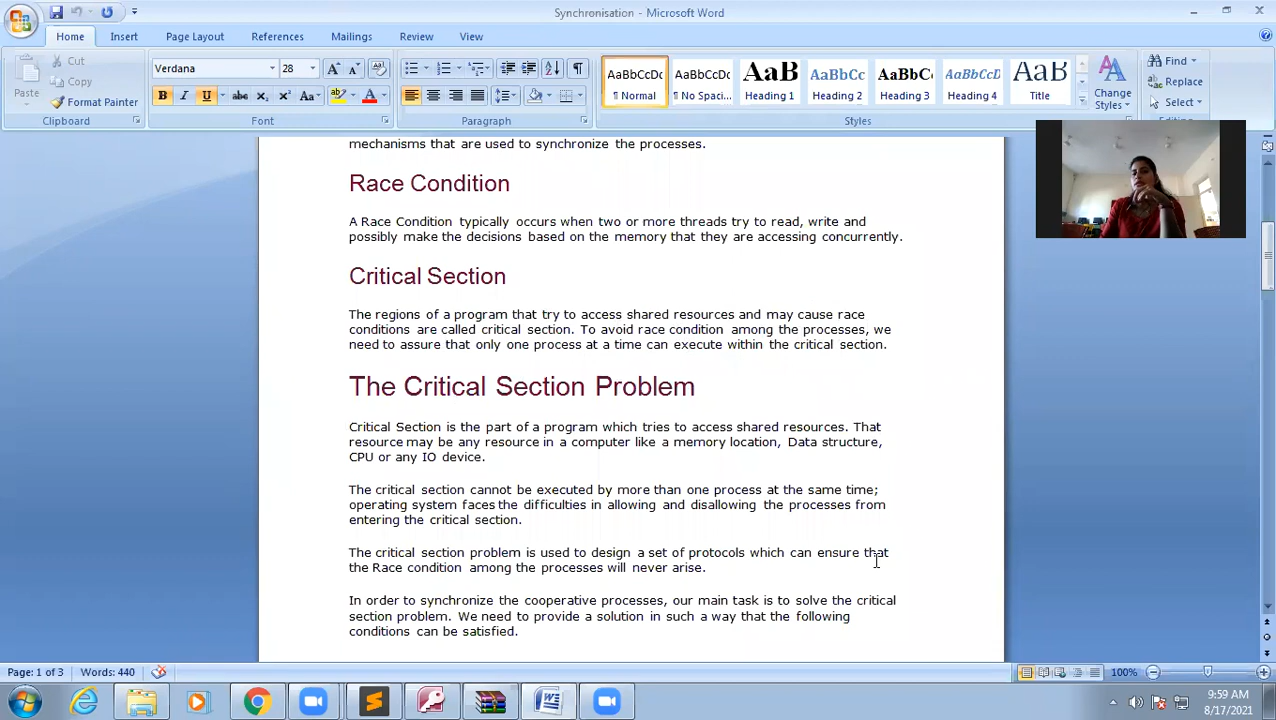 Synchronisation - Microsoft Word
Home Insert Page Layout References Mailings Review View
Cut
Copy
Paste
Format Painter
Clipboard
Verdana 28
B I U abc X₂ X² Aa
Font
Paragraph
AaBbCcDc AaBbCcDc AaB AaBbCc AaBbCc AaBbCcD AaB
¶ Normal ¶ No Spaci... Heading 1 Heading 2 Heading 3 Heading 4 Title
Change
Styles
Styles
Find
Replace
Select
Editing
mechanisms that are used to synchronize the processes.
Race Condition
A Race Condition typically occurs when two or more threads try to read, write and
possibly make the decisions based on the memory that they are accessing concurrently.
Critical Section
The regions of a program that try to access shared resources and may cause race
conditions are called critical section. To avoid race condition among the processes, we
need to assure that only one process at a time can execute within the critical section.
The Critical Section Problem
Critical Section is the part of a program which tries to access shared resources. That
resource may be any resource in a computer like a memory location, Data structure,
CPU or any IO device.
The critical section cannot be executed by more than one process at the same time;
operating system faces the difficulties in allowing and disallowing the processes from
entering the critical section.
The critical section problem is used to design a set of protocols which can ensure that
the Race condition among the processes will never arise.
In order to synchronize the cooperative processes, our main task is to solve the critical
section problem. We need to provide a solution in such a way that the following
conditions can be satisfied.
Page: 1 of 3 Words: 440 100%
9:59 AM
8/17/2021